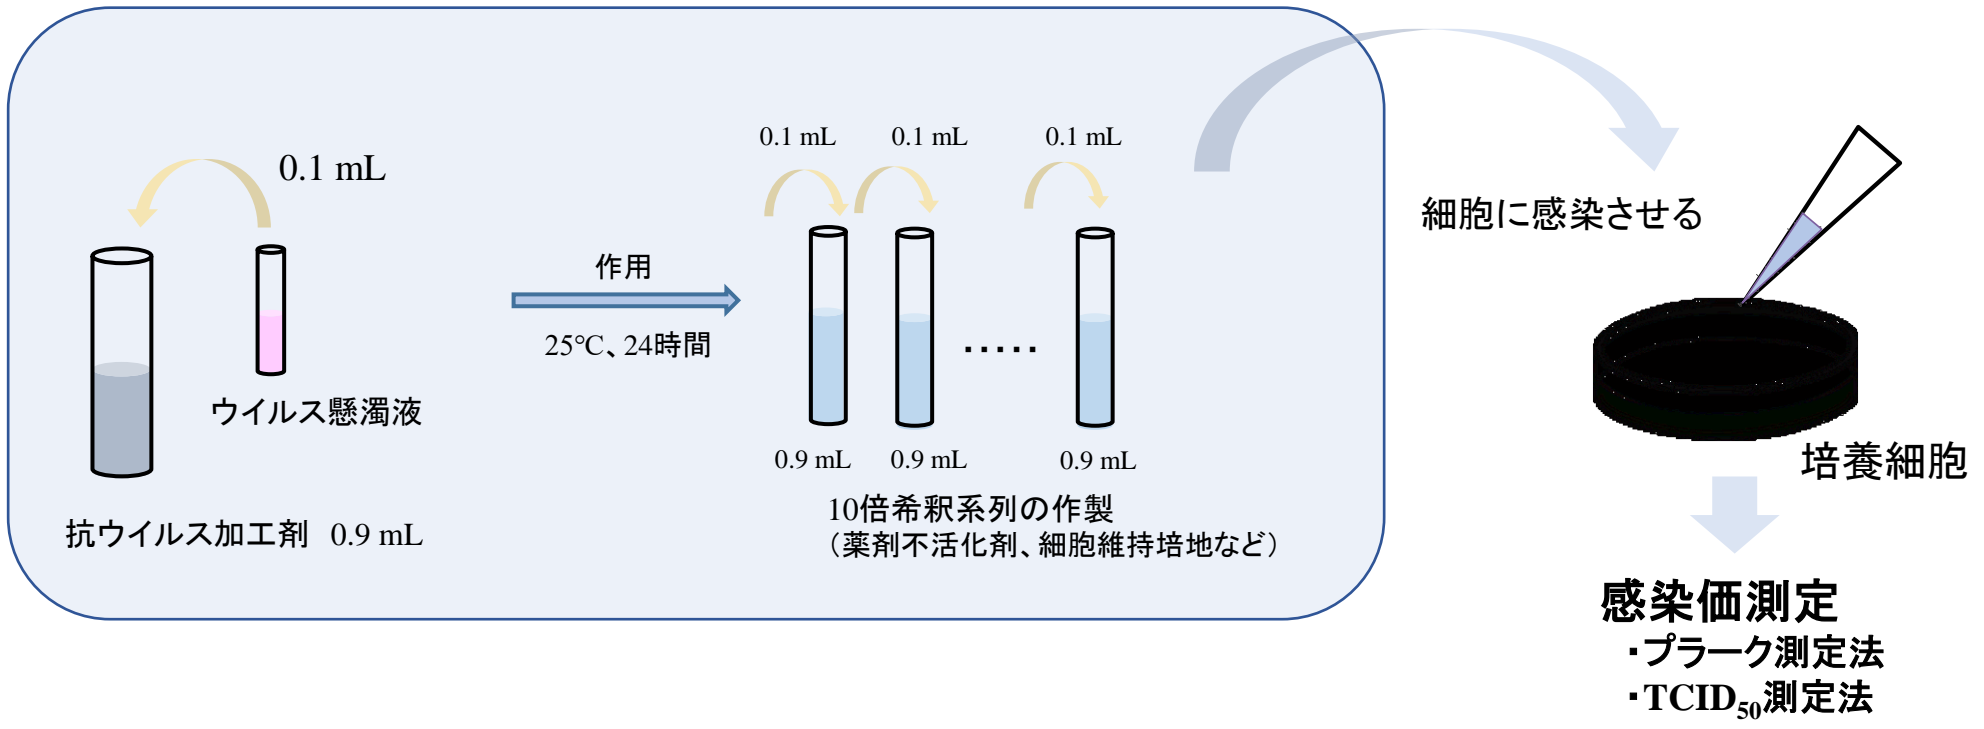 0.1 mL
ウイルス懸濁液
抗ウイルス加工剤 0.9 mL
作用
25℃、24時間
0.1 mL 0.1 mL 0.1 mL
・・・・・
0.9 mL 0.9 mL 0.9 mL
10倍希釈系列の作製
（薬剤不活化剤、細胞維持培地など）
細胞に感染させる
培養細胞
感染価測定
・プラーク測定法
・TCID50測定法